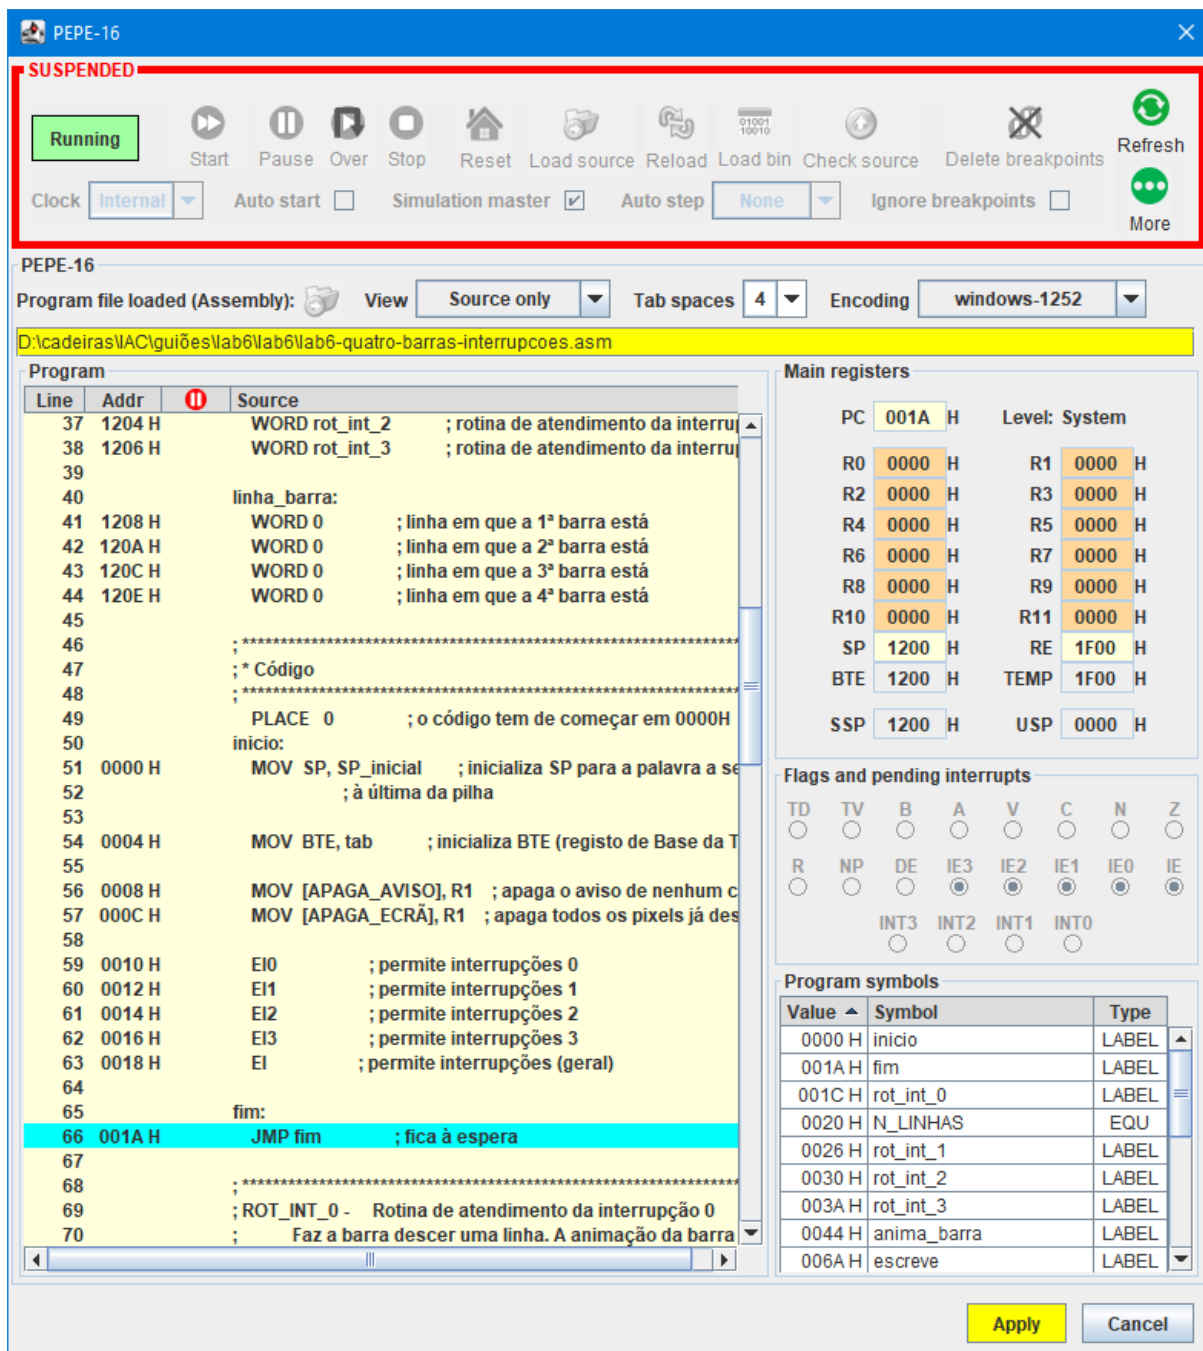 PEPE-16
SUSPENDED
Running
Start Pause Over Stop Reset Load source Reload Load bin Check source Delete breakpoints Refresh
Clock Internal Auto start Simulation master Auto step None Ignore breakpoints More
PEPE-16
Program file loaded (Assembly): View Source only Tab spaces 4 Encoding windows-1252
D:\cadeiras\IAC\guiões\lab6\lab6\lab6-quatro-barras-interrupcoes.asm
Program
Line Addr Source
37 1204 H WORD rot_int_2 ; rotina de atendimento da interru
38 1206 H WORD rot_int_3 ; rotina de atendimento da interru
39
40 linha_barra:
41 1208 H WORD 0 ; linha em que a 1ª barra está
42 120A H WORD 0 ; linha em que a 2ª barra está
43 120C H WORD 0 ; linha em que a 3ª barra está
44 120E H WORD 0 ; linha em que a 4ª barra está
45
46 ; **********************************************************************
47 ; * Código
48 ; **********************************************************************
49 PLACE 0 ; o código tem de começar em 0000H
50 inicio:
51 0000 H MOV SP, SP_inicial ; inicializa SP para a palavra a se
52 ; à última da pilha
53
54 0004 H MOV BTE, tab ; inicializa BTE (registo de Base da T
55
56 0008 H MOV [APAGA_AVISO], R1 ; apaga o aviso de nenhum c
57 000C H MOV [APAGA_ECRÃ], R1 ; apaga todos os pixels já des
58
59 0010 H EI0 ; permite interrupções 0
60 0012 H EI1 ; permite interrupções 1
61 0014 H EI2 ; permite interrupções 2
62 0016 H EI3 ; permite interrupções 3
63 0018 H EI ; permite interrupções (geral)
64
65 fim:
66 001A H JMP fim ; fica à espera
67
68 ; **********************************************************************
69 ; ROT_INT_0 - Rotina de atendimento da interrupção 0
70 ; Faz a barra descer uma linha. A animação da barra
Main registers
PC 001A H Level: System
R0 0000 H R1 0000 H
R2 0000 H R3 0000 H
R4 0000 H R5 0000 H
R6 0000 H R7 0000 H
R8 0000 H R9 0000 H
R10 0000 H R11 0000 H
SP 1200 H RE 1F00 H
BTE 1200 H TEMP 1F00 H
SSP 1200 H USP 0000 H
Flags and pending interrupts
TD TV B A V C N Z
R NP DE IE3 IE2 IE1 IE0 IE
INT3 INT2 INT1 INT0
Program symbols
Value Symbol Type
0000 H inicio LABEL
001A H fim LABEL
001C H rot_int_0 LABEL
0020 H N_LINHAS EQU
0026 H rot_int_1 LABEL
0030 H rot_int_2 LABEL
003A H rot_int_3 LABEL
0044 H anima_barra LABEL
006A H escreve LABEL
Apply Cancel